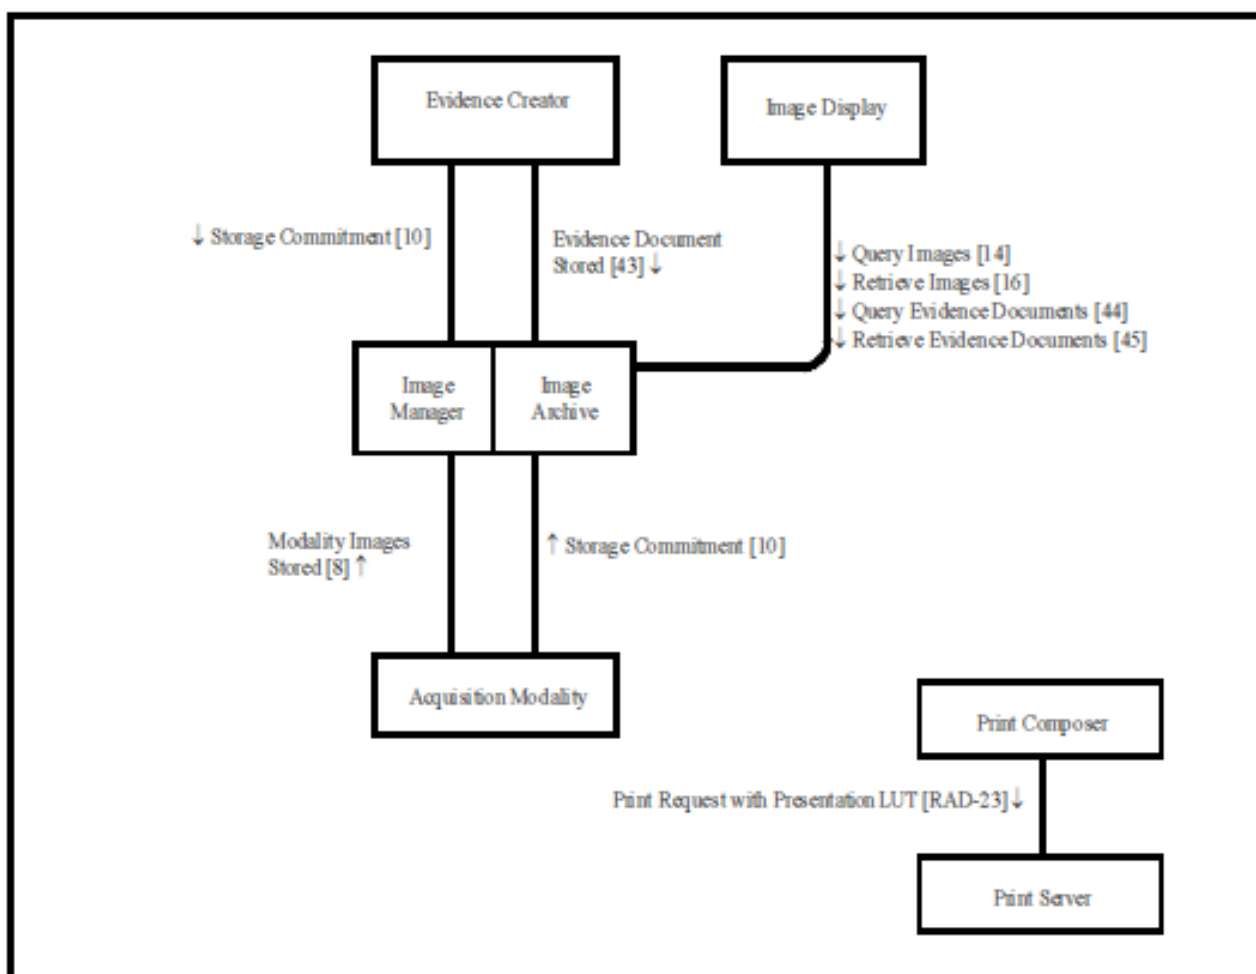 Evidence Creator
Image Display
↓ Storage Commitment [10]
Evidence Document
Stored [43] ↓
↓ Query Images [14]
↓ Retrieve Images [16]
↓ Query Evidence Documents [44]
↓ Retrieve Evidence Documents [45]
Image
Manager
Image
Archive
Modality Images
Stored [8] ↑
↑ Storage Commitment [10]
Acquisition Modality
Print Composer
Print Request with Presentation LUT [RAD-23] ↓
Print Server